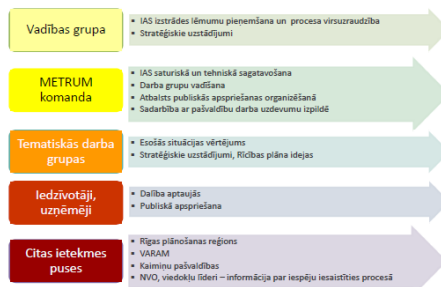 Vadības grupa
▪ IAS izstrādes lēmumu pieņemšana un procesa virsuzraudzība
▪ Stratēģiskie uzstādījumi
METRUM
komanda
▪ IAS saturiskā un tehniskā sagatavošana
▪ Darba grupu vadīšana
▪ Atbalsts publiskās apspriešanas organizēšanā
▪ Sadarbība ar pašvaldību darba uzdevumu izpildē
Tematiskās darba
grupas
▪ Esošās situācijas vērtējums
▪ Stratēģiskie uzstādījumi, Rīcības plāna idejas
Iedzīvotāji,
uzņēmēji
▪ Dalība aptaujās
▪ Publiskā apspriešana
Citas ietekmes
puses
▪ Rīgas plānošanas reģions
▪ VARAM
▪ Kaimiņu pašvaldības
▪ NVO, viedokļu līderi – informācija par iespēju iesaistīties procesā